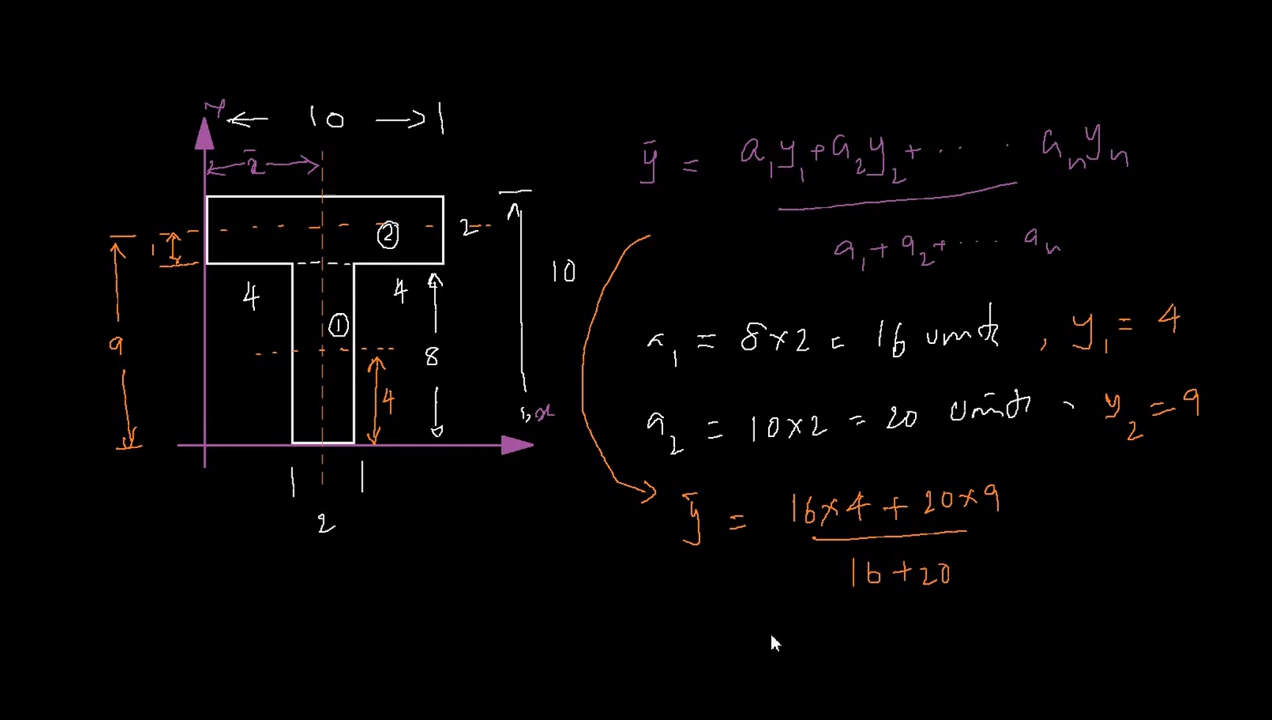 y
10
x̄
2
②
1
4 4
10
①
9
8
4
x
2
ȳ = a₁y₁ + a₂y₂ + ..... aₙyₙ
a₁ + a₂ + .... aₙ
a₁ = 8×2 = 16 units , y₁ = 4
a₂ = 10×2 = 20 units , y₂ = 9
ȳ = 16×4 + 20×9
16 + 20